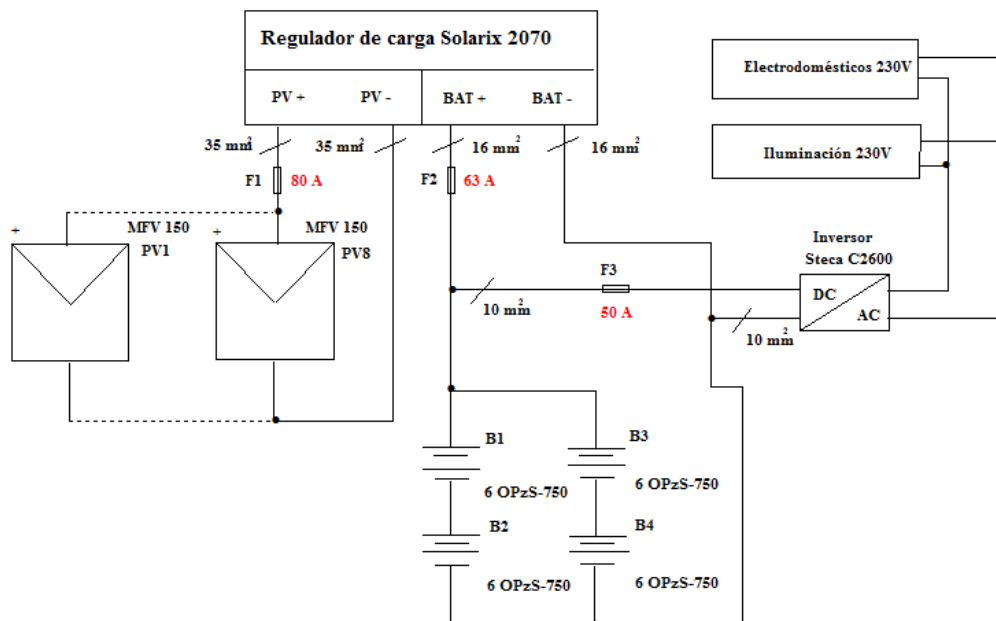 Regulador de carga Solarix 2070
PV +
PV -
BAT +
BAT -
35 mm²
35 mm²
16 mm²
16 mm²
F1
80 A
F2
63 A
Electrodomésticos 230V
Iluminación 230V
+
MFV 150
PV1
+
MFV 150
PV8
Inversor
Steca C2600
DC
AC
F3
50 A
10 mm²
10 mm²
B1
6 OPzS-750
B3
6 OPzS-750
B2
6 OPzS-750
B4
6 OPzS-750